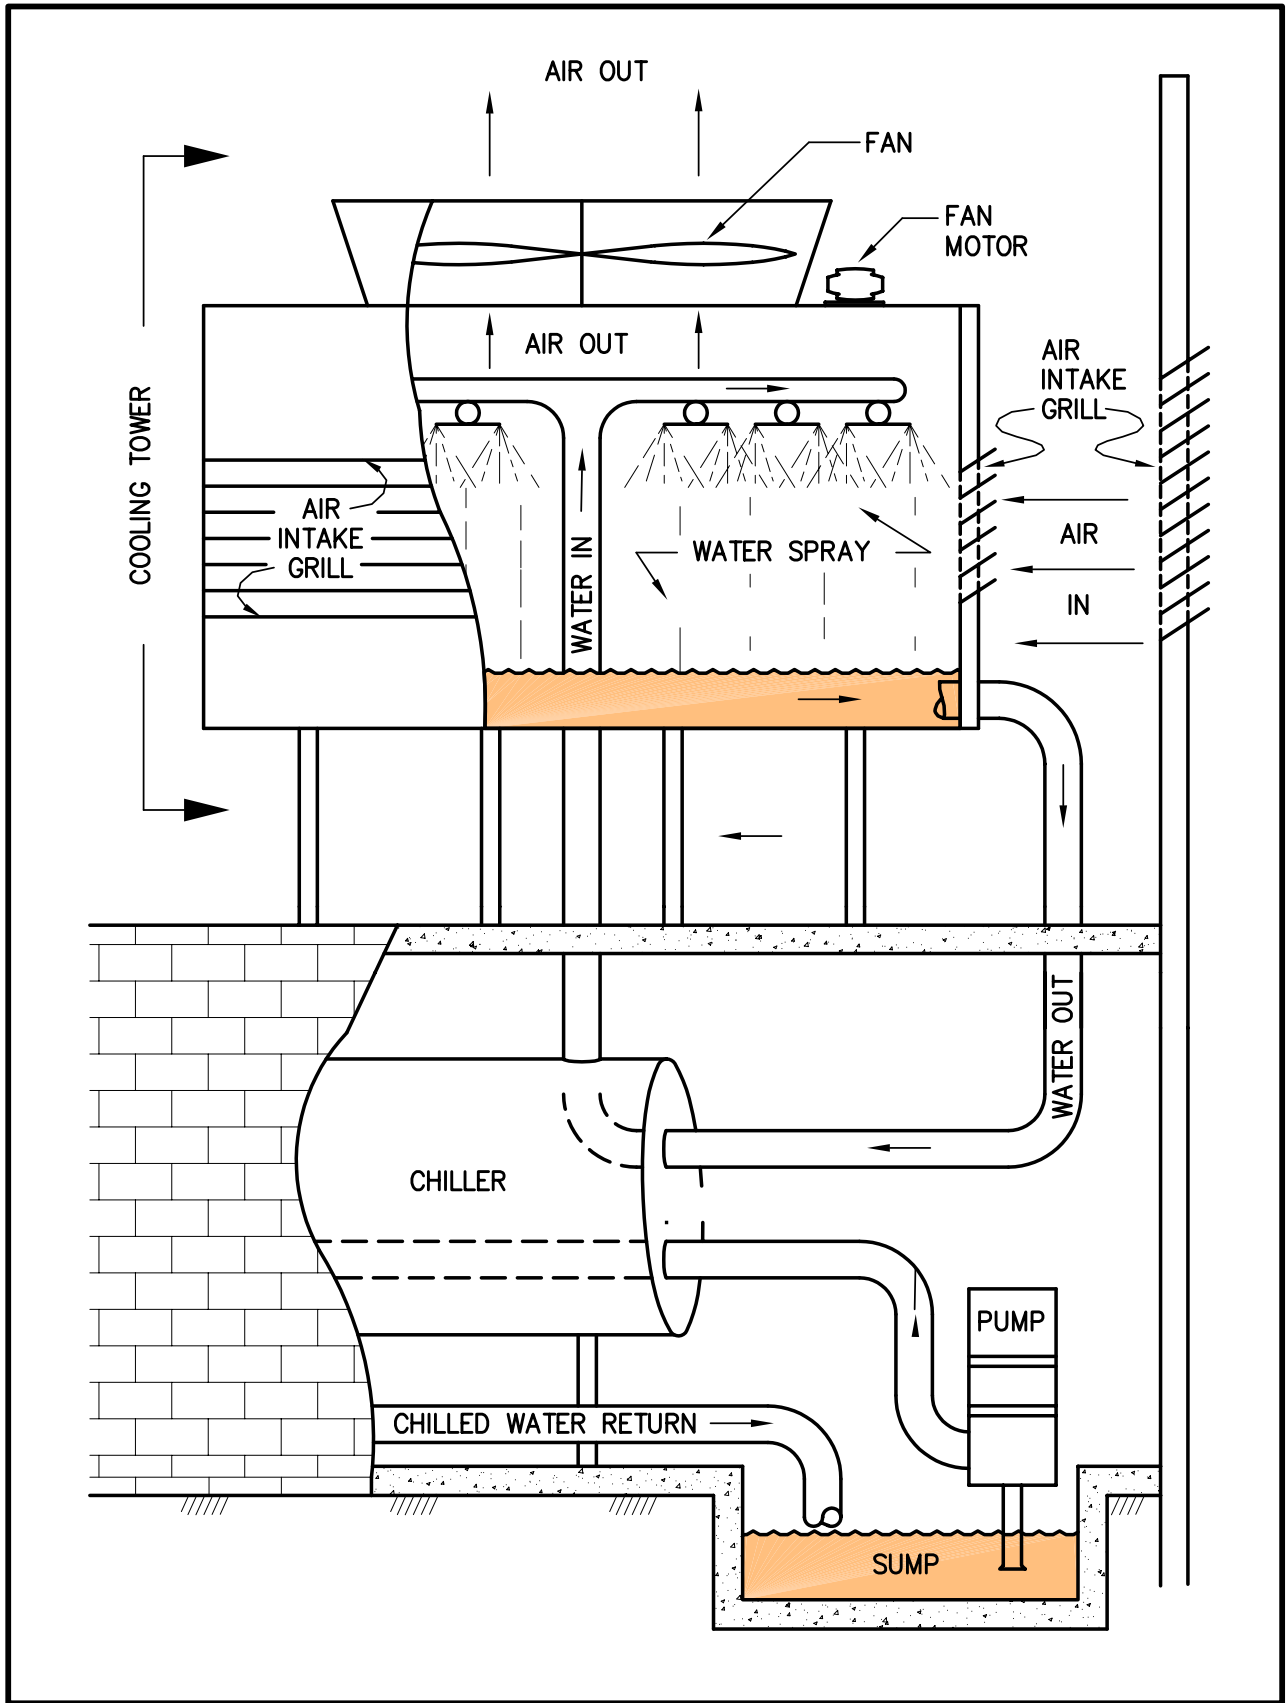 AIR OUT
FAN
FAN
MOTOR
AIR OUT
AIR
INTAKE
GRILL
COOLING TOWER
AIR
INTAKE
GRILL
WATER IN
WATER SPRAY
AIR
IN
WATER OUT
CHILLER
PUMP
CHILLED WATER RETURN
SUMP